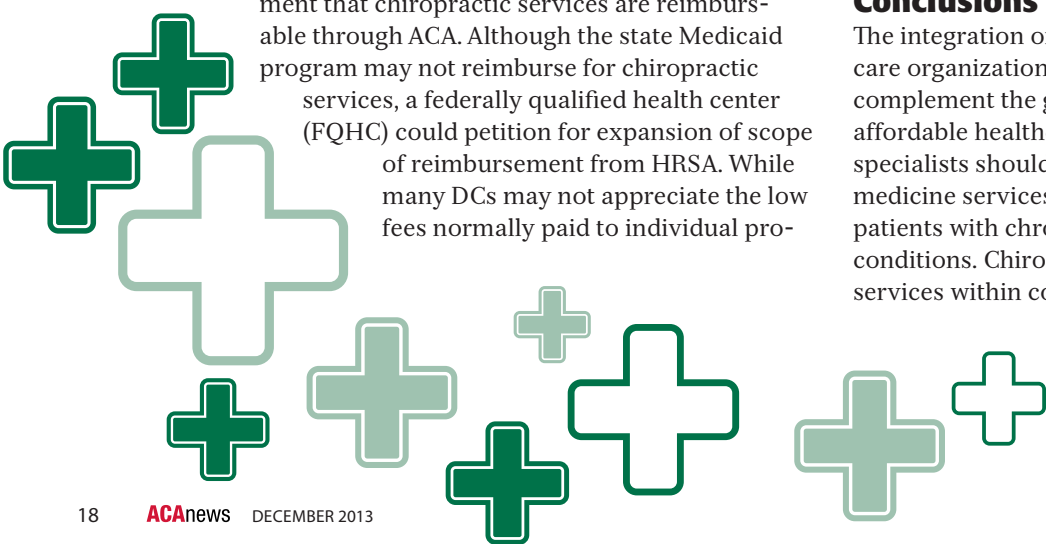 ment that chiropractic services are reimburs-
able through ACA. Although the state Medicaid
program may not reimburse for chiropractic
services, a federally qualified health center
(FQHC) could petition for expansion of scope
of reimbursement from HRSA. While
many DCs may not appreciate the low
fees normally paid to individual pro-
Conclusions
The integration
care organization
complement the
affordable health
specialists should
medicine services
patients with
conditions. Chiro
services within
18 ACAnews DECEMBER 2013